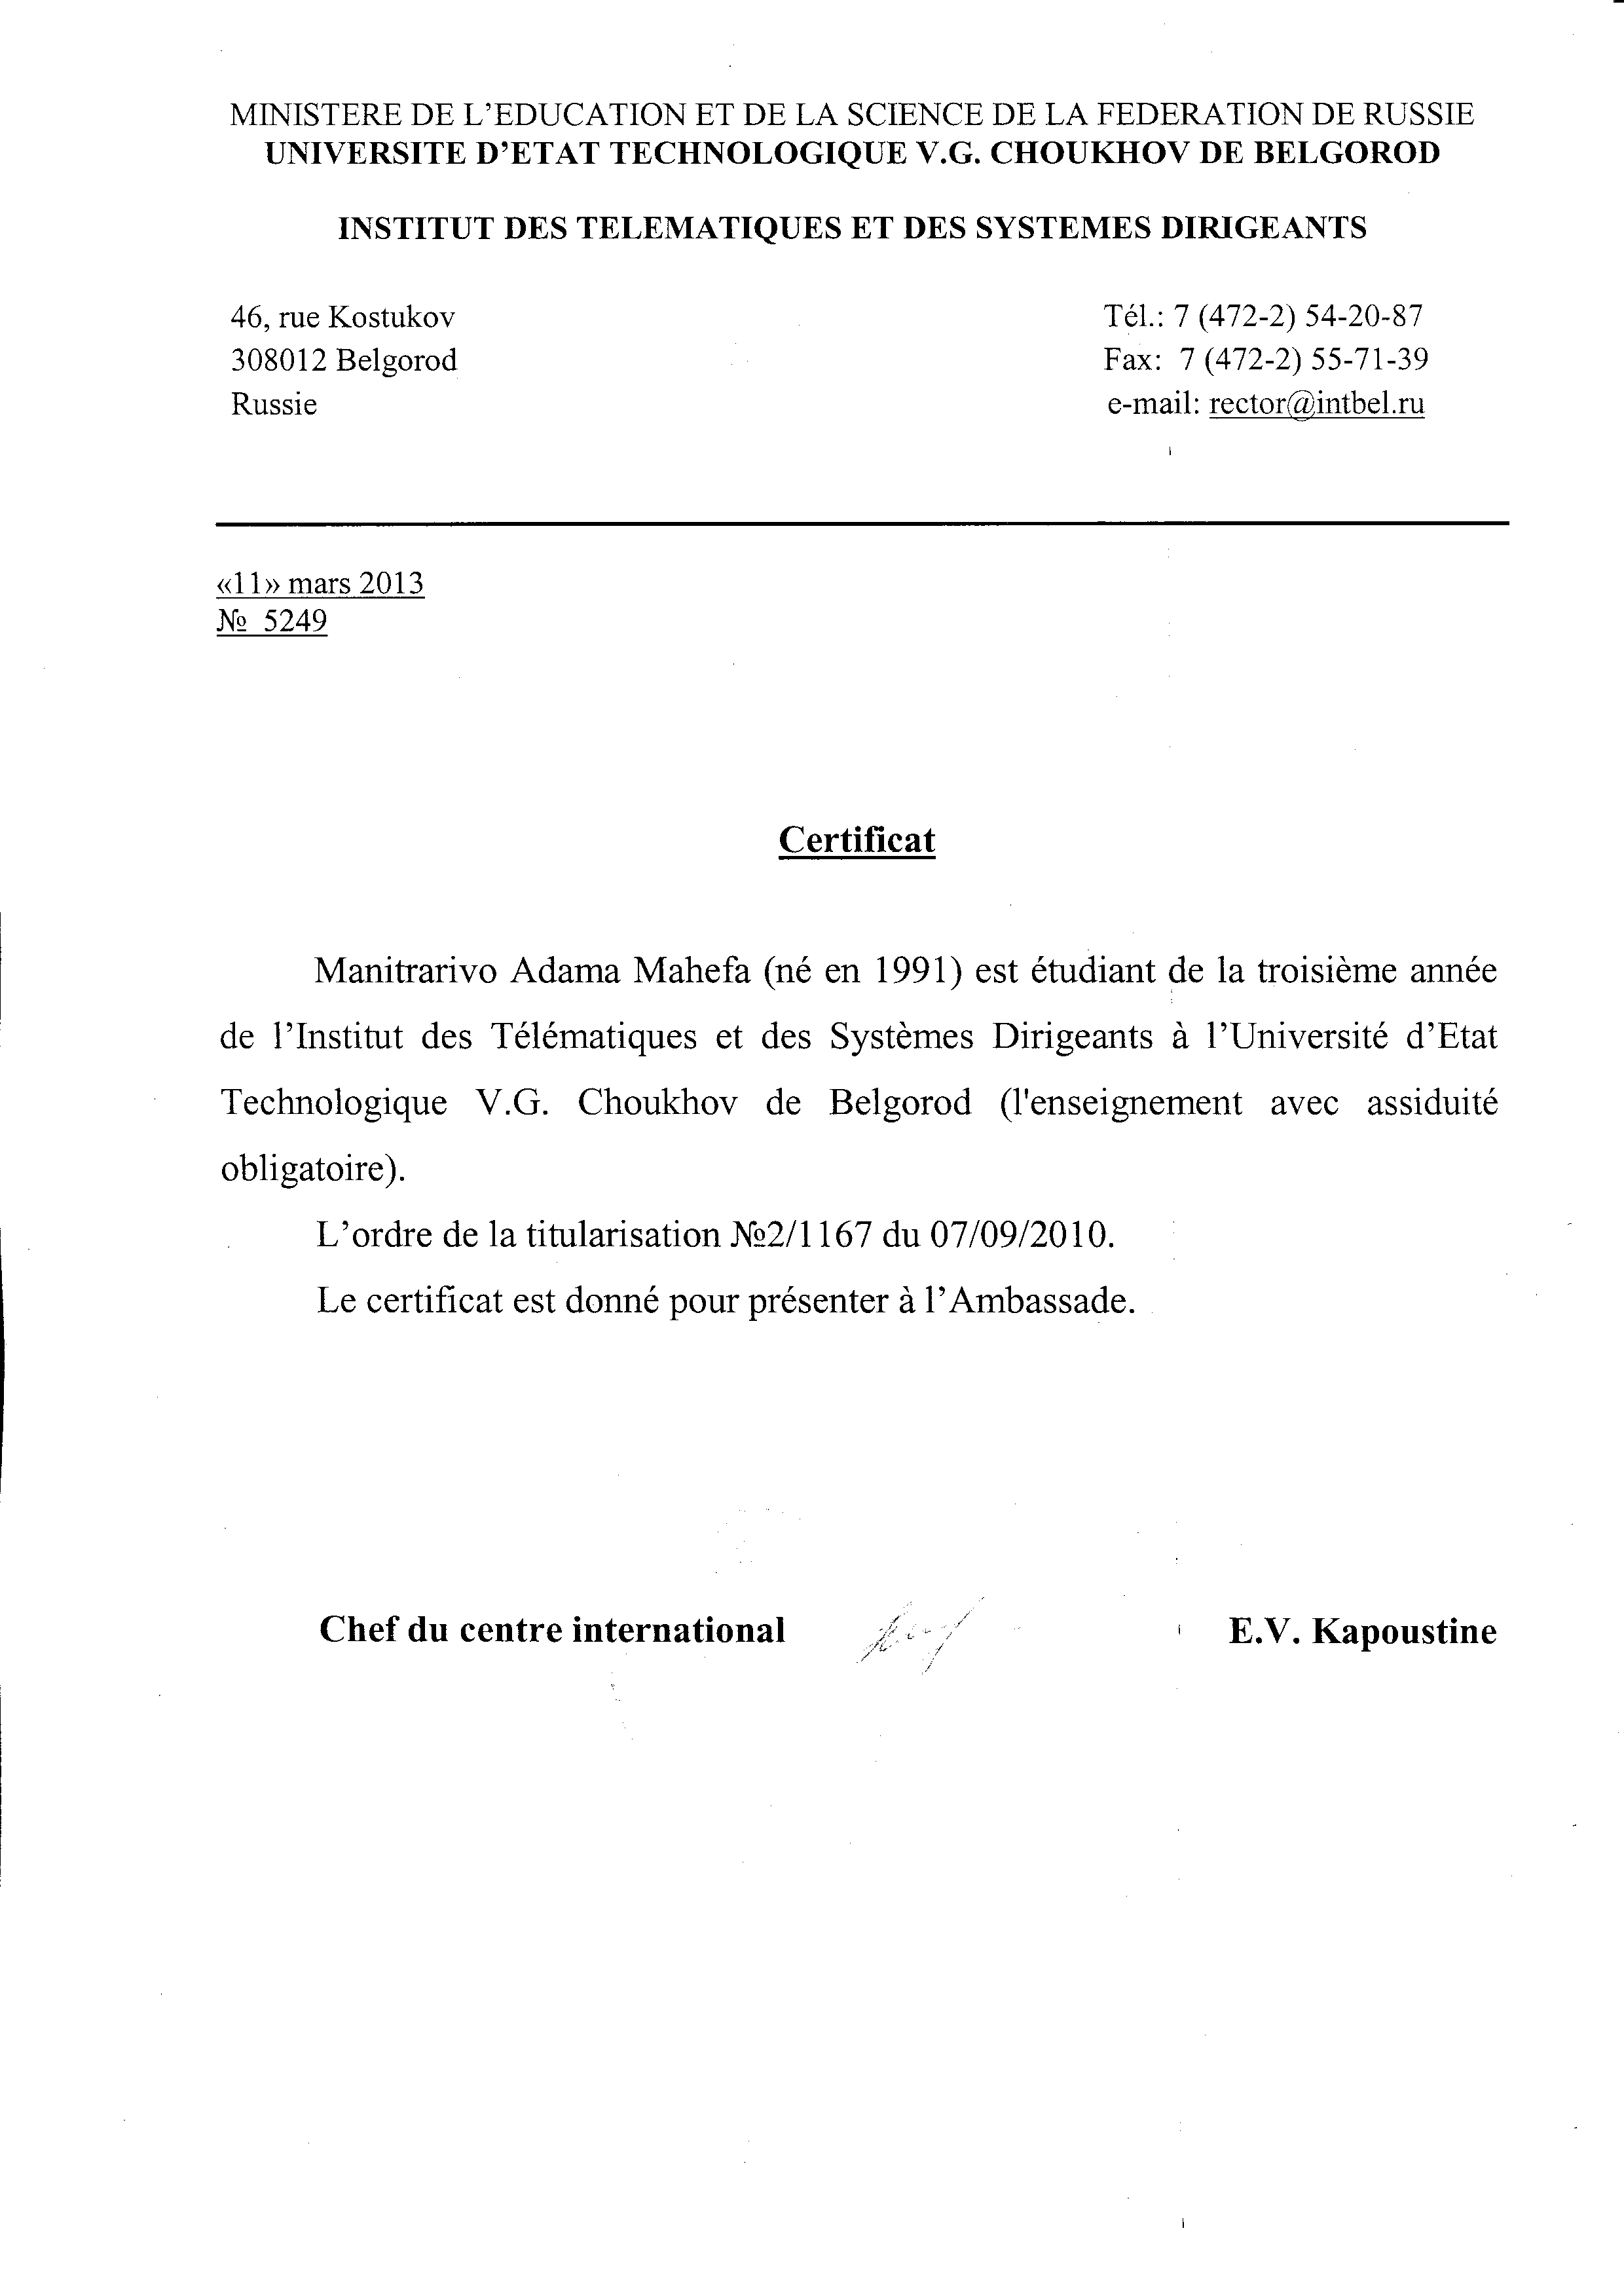 MINISTERE DE L'EDUCATION ET DE LA SCIENCE DE LA FEDERATION DE RUSSIE
UNIVERSITE D'ETAT TECHNOLOGIQUE V.G. CHOUKHOV DE BELGOROD
INSTITUT DES TELEMATIQUES ET DES SYSTEMES DIRIGEANTS
46, rue Kostukov
308012 Belgorod
Russie
Tél.: 7 (472-2) 54-20-87
Fax: 7 (472-2) 55-71-39
e-mail: rector@intbel.ru
«11» mars 2013
№ 5249
Certificat
Manitrarivo Adama Mahefa (né en 1991) est étudiant de la troisième année
de l'Institut des Télématiques et des Systèmes Dirigeants à l'Université d'Etat
Technologique V.G. Choukhov de Belgorod (l'enseignement avec assiduité
obligatoire).
L'ordre de la titularisation №2/1167 du 07/09/2010.
Le certificat est donné pour présenter à l'Ambassade.
Chef du centre international E.V. Kapoustine